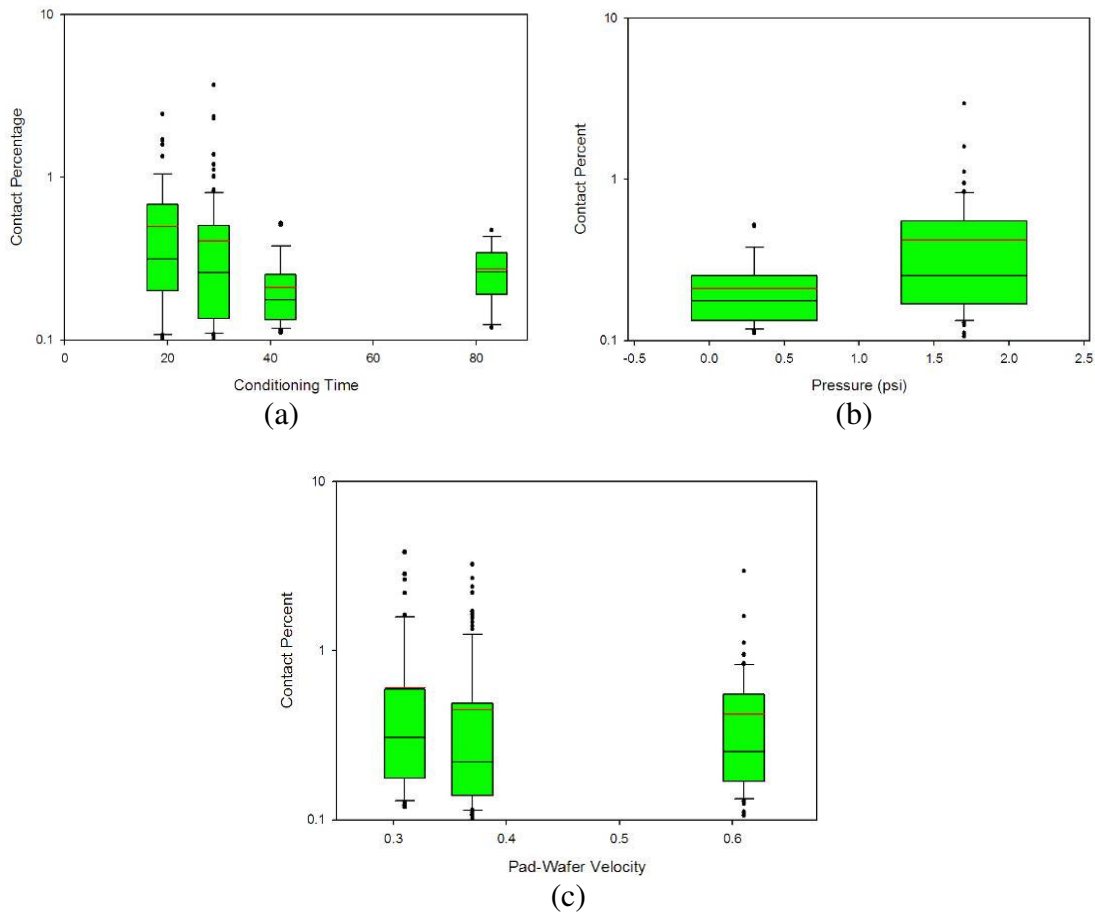 10
1
0.1
Contact Percentage
0 20 40 60 80
Conditioning Time
(a)
10
1
0.1
Contact Percent
-0.5 0.0 0.5 1.0 1.5 2.0 2.5
Pressure (psi)
(b)
10
1
0.1
Contact Percent
0.3 0.4 0.5 0.6
Pad-Wafer Velocity
(c)